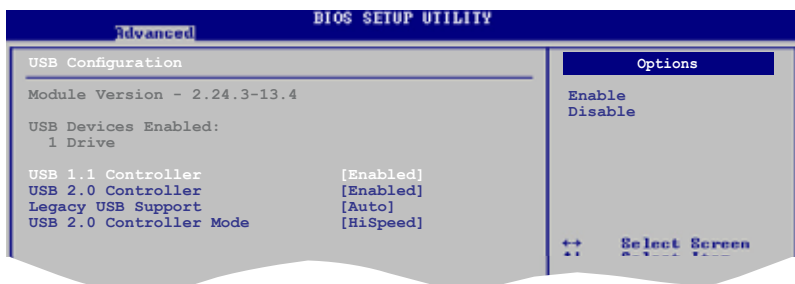 BIOS SETUP UTILITY
Advanced
USB Configuration
Module Version - 2.24.3-13.4
USB Devices Enabled:
1 Drive
USB 1.1 Controller [Enabled]
USB 2.0 Controller [Enabled]
Legacy USB Support [Auto]
USB 2.0 Controller Mode [HiSpeed]
Options
Enable
Disable
↔ Select Screen